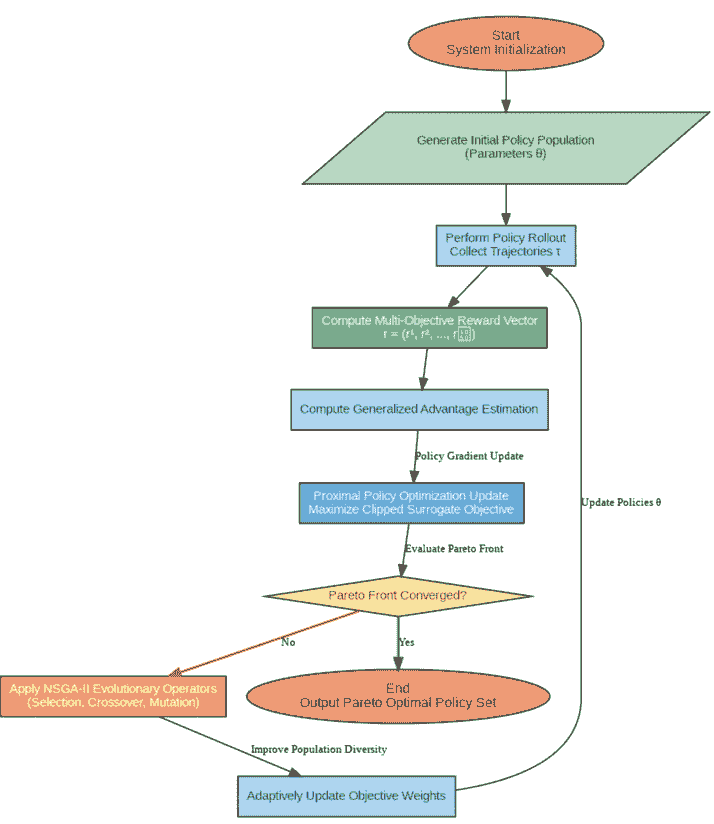 Start
System Initialization
Generate Initial Policy Population
(Parameters θ)
Perform Policy Rollout
Collect Trajectories τ
Compute Multi-Objective Reward Vector
r = (r¹, r², ..., r)
Compute Generalized Advantage Estimation
Policy Gradient Update
Proximal Policy Optimization Update
Maximize Clipped Surrogate Objective
Evaluate Pareto Front
Update Policies θ
Pareto Front Converged?
No
Yes
Apply NSGA-II Evolutionary Operators
(Selection, Crossover, Mutation)
End
Output Pareto Optimal Policy Set
Improve Population Diversity
Adaptively Update Objective Weights